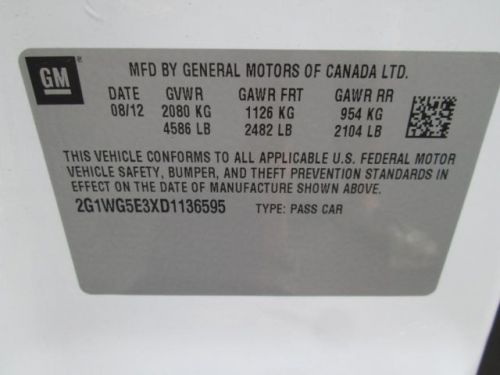 GM
MFD BY GENERAL MOTORS OF CANADA LTD.
DATE GVWR GAWR FRT GAWR RR
08/12 2080 KG 1126 KG 954 KG
4586 LB 2482 LB 2104 LB
THIS VEHICLE CONFORMS TO ALL APPLICABLE U.S. FEDERAL MOTOR
VEHICLE SAFETY, BUMPER, AND THEFT PREVENTION STANDARDS IN
EFFECT ON THE DATE OF MANUFACTURE SHOWN ABOVE.
2G1WG5E3XD1136595 TYPE: PASS CAR